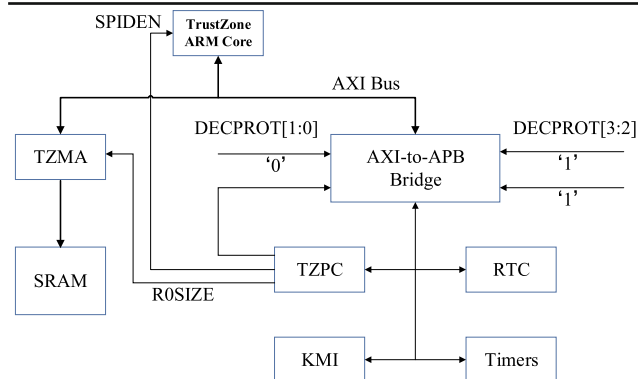 SPIDEN
TrustZone
ARM Core
AXI Bus
DECPROT[1:0]
DECPROT[3:2]
TZMA
‘0’
AXI-to-APB
Bridge
‘1’
‘1’
SRAM
TZPC
RTC
R0SIZE
KMI
Timers